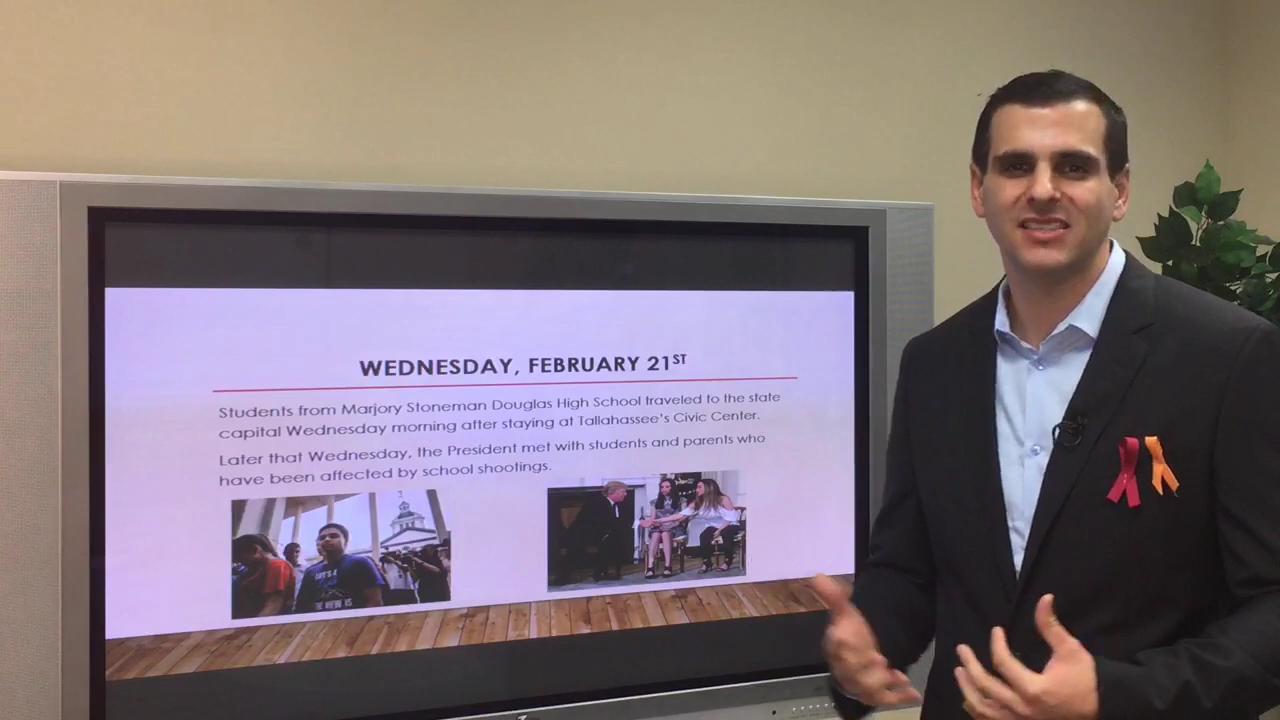 WEDNESDAY, FEBRUARY 21ST
Students from Marjory Stoneman Douglas High School traveled to the state
capital Wednesday morning after staying at Tallahassee's Civic Center.
Later that Wednesday, the President met with students and parents who
have been affected by school shootings.